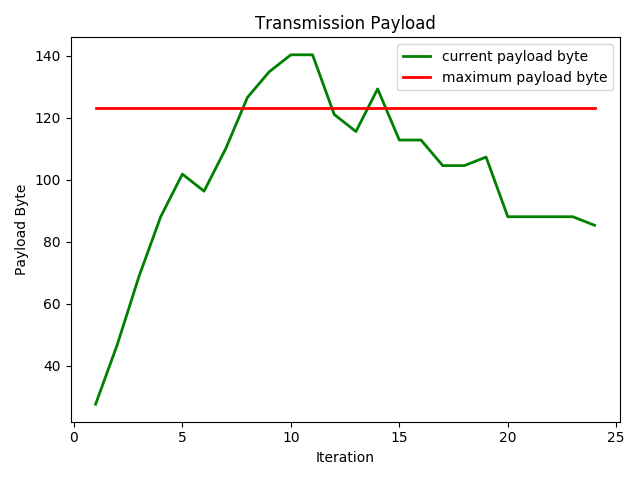 Transmission Payload
current payload byte
maximum payload byte
140
120
100
80
60
40
Payload Byte
0
5
10
15
20
25
Iteration